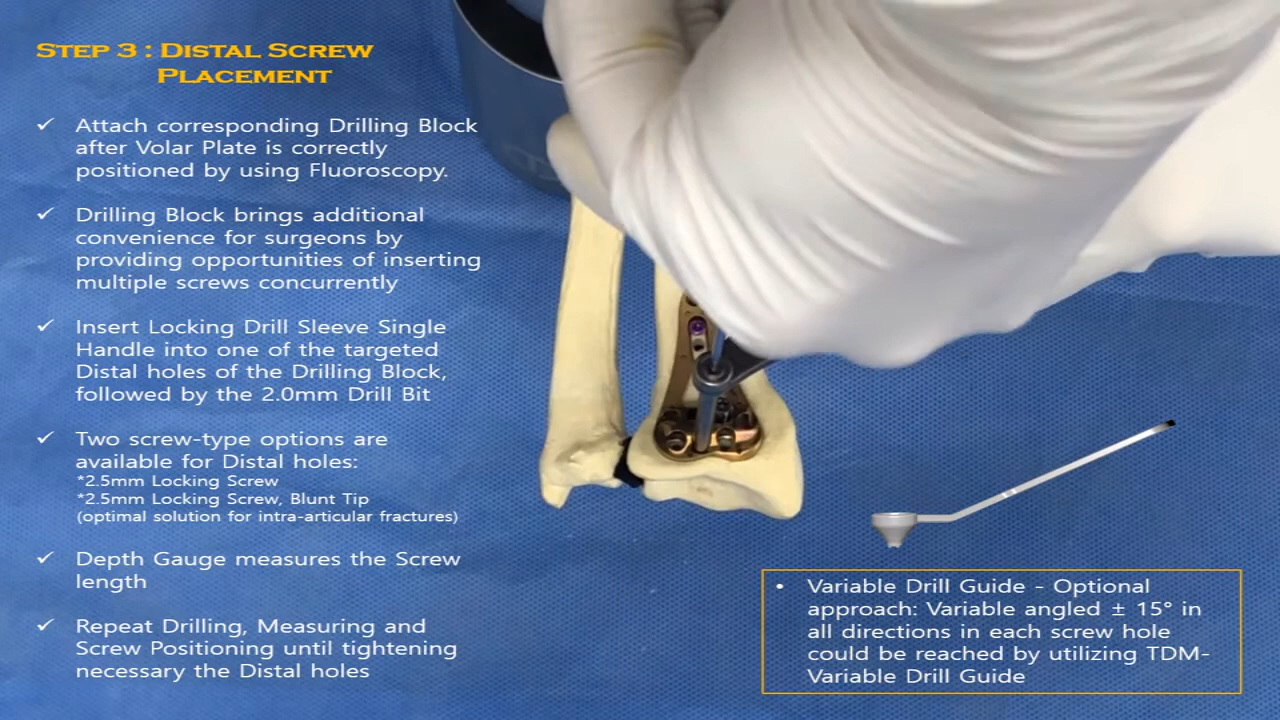 STEP 3 : DISTAL SCREW
PLACEMENT
✓ Attach corresponding Drilling Block
after Volar Plate is correctly
positioned by using Fluoroscopy.
✓ Drilling Block brings additional
convenience for surgeons by
providing opportunities of inserting
multiple screws concurrently
✓ Insert Locking Drill Sleeve Single
Handle into one of the targeted
Distal holes of the Drilling Block,
followed by the 2.0mm Drill Bit
✓ Two screw-type options are
available for Distal holes:
*2.5mm Locking Screw
*2.5mm Locking Screw, Blunt Tip
(optimal solution for intra-articular fractures)
✓ Depth Gauge measures the Screw
length
✓ Repeat Drilling, Measuring and
Screw Positioning until tightening
necessary the Distal holes
• Variable Drill Guide - Optional
approach: Variable angled ± 15° in
all directions in each screw hole
could be reached by utilizing TDM-
Variable Drill Guide